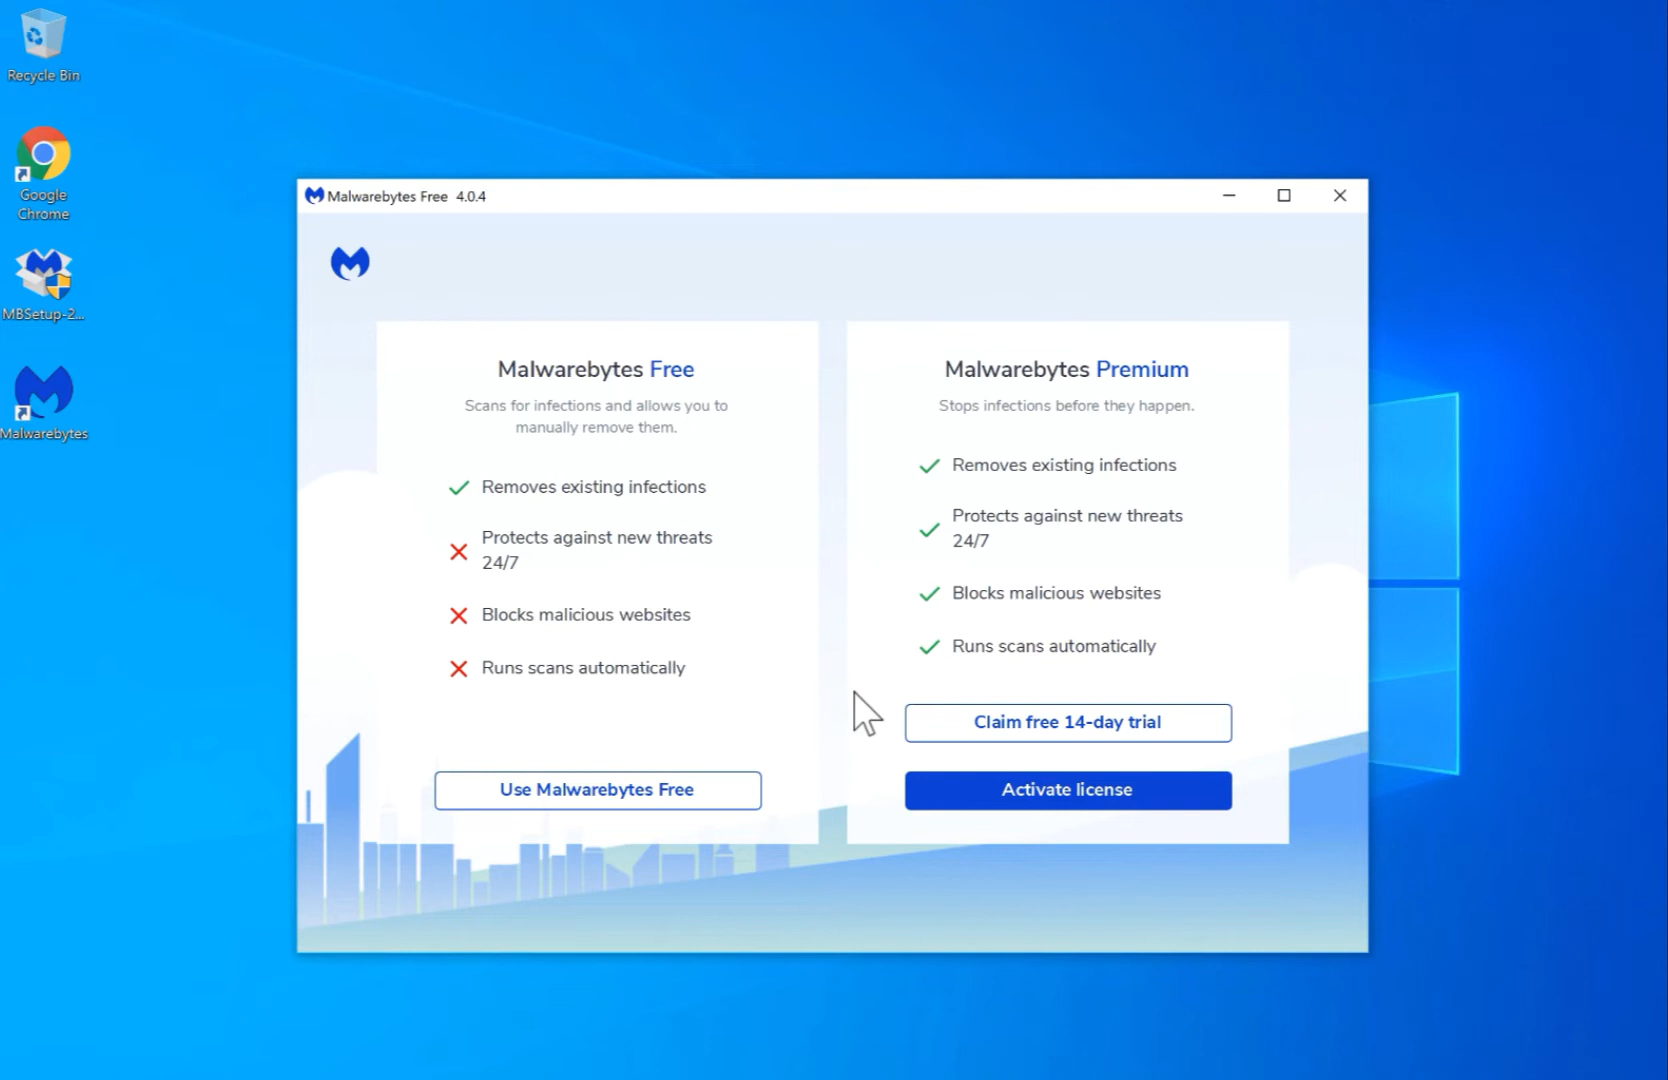 Recycle Bin
Google
Chrome
MBSetup-2...
Malwarebytes
Malwarebytes Free 4.0.4
Malwarebytes Free
Scans for infections and allows you to
manually remove them.
Removes existing infections
Protects against new threats
24/7
Blocks malicious websites
Runs scans automatically
Use Malwarebytes Free
Malwarebytes Premium
Stops infections before they happen.
Removes existing infections
Protects against new threats
24/7
Blocks malicious websites
Runs scans automatically
Claim free 14-day trial
Activate license